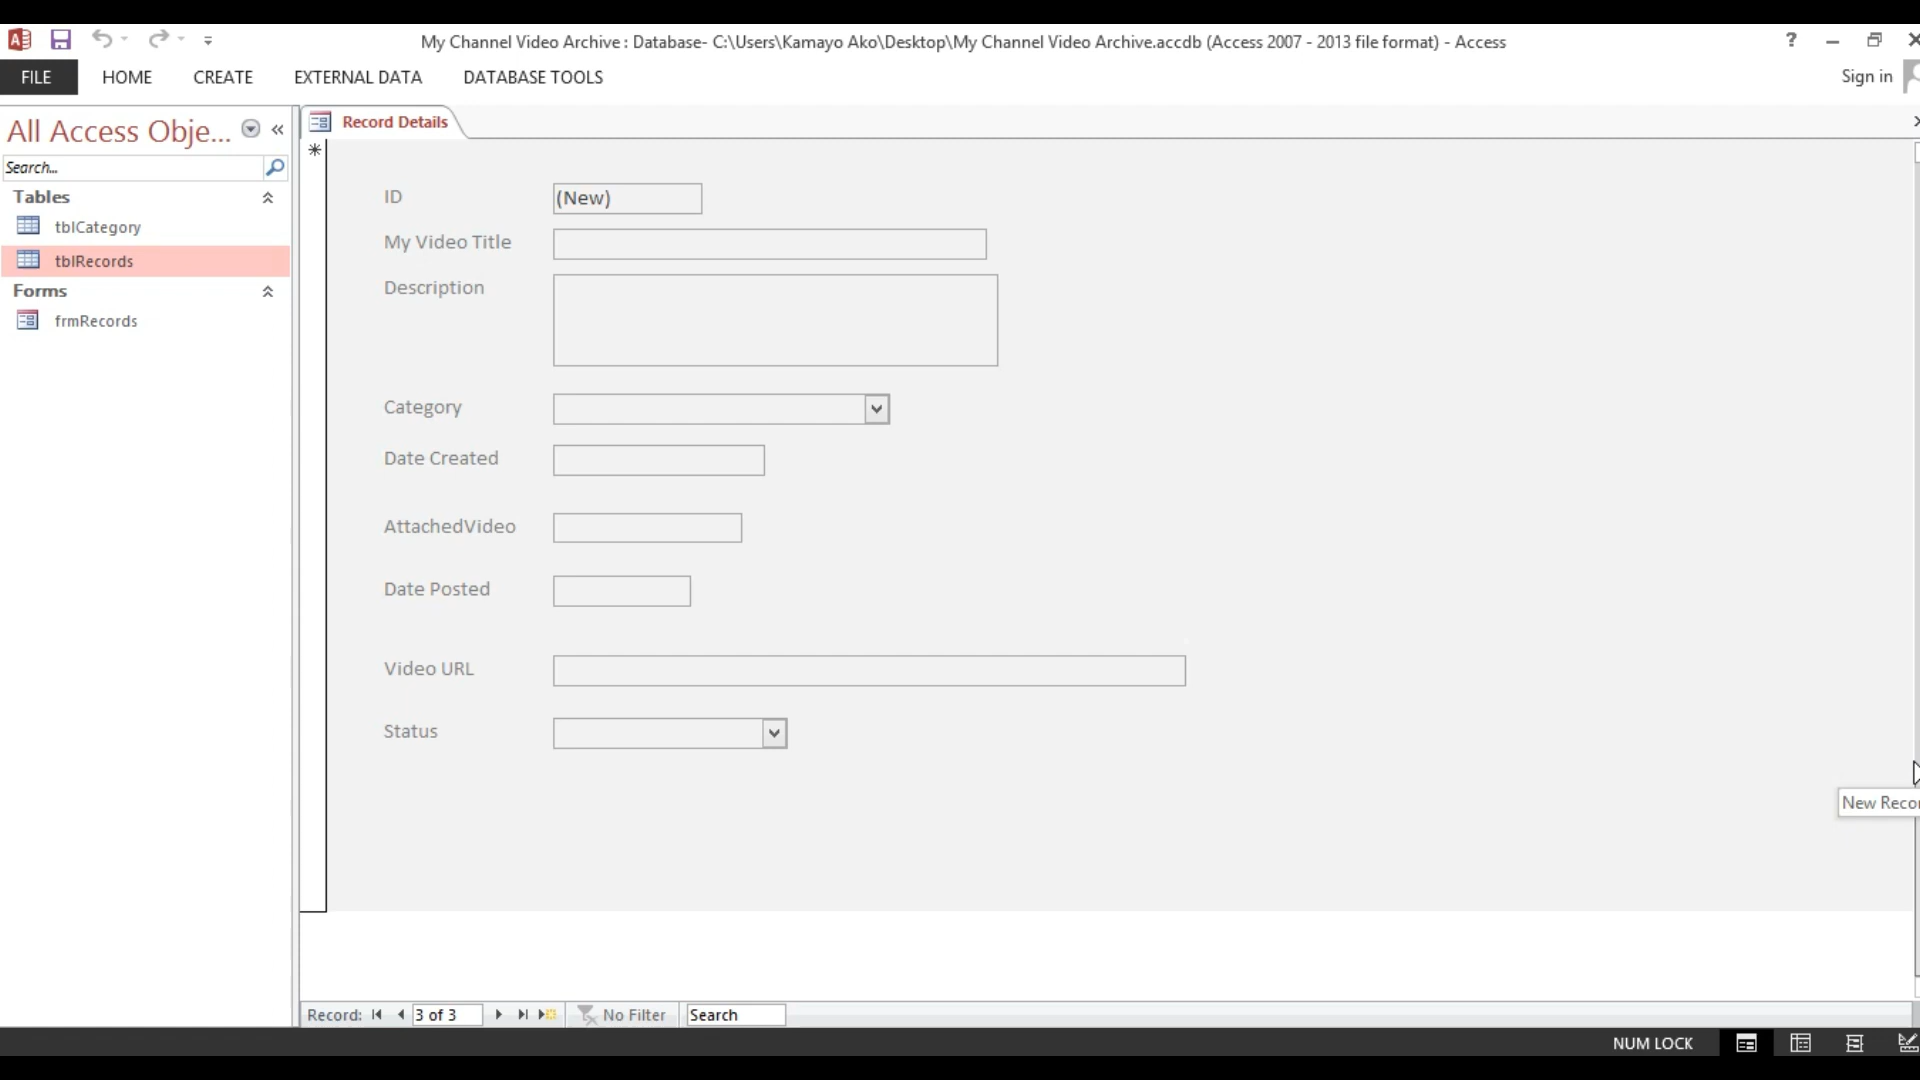 My Channel Video Archive : Database- C:\Users\Kamayo Ako\Desktop\My Channel Video Archive.accdb (Access 2007 - 2013 file format) - Access
FILE HOME CREATE EXTERNAL DATA DATABASE TOOLS
Sign in
All Access Obje...
Search...
Tables
tblCategory
tblRecords
Forms
frmRecords
Record Details
ID (New)
My Video Title
Description
Category
Date Created
AttachedVideo
Date Posted
Video URL
Status
New Recor
Record: 3 of 3 No Filter Search
NUM LOCK